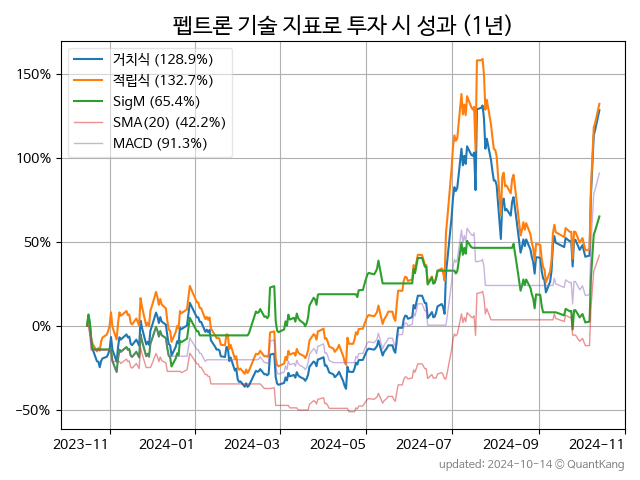 펩트론 기술 지표로 투자 시 성과 (1년)
거치식 (128.9%)
적립식 (132.7%)
SigM (65.4%)
SMA(20) (42.2%)
MACD (91.3%)
150%
100%
50%
0%
−50%
2023-11 2024-01 2024-03 2024-05 2024-07 2024-09 2024-11
updated: 2024-10-14 © QuantKang